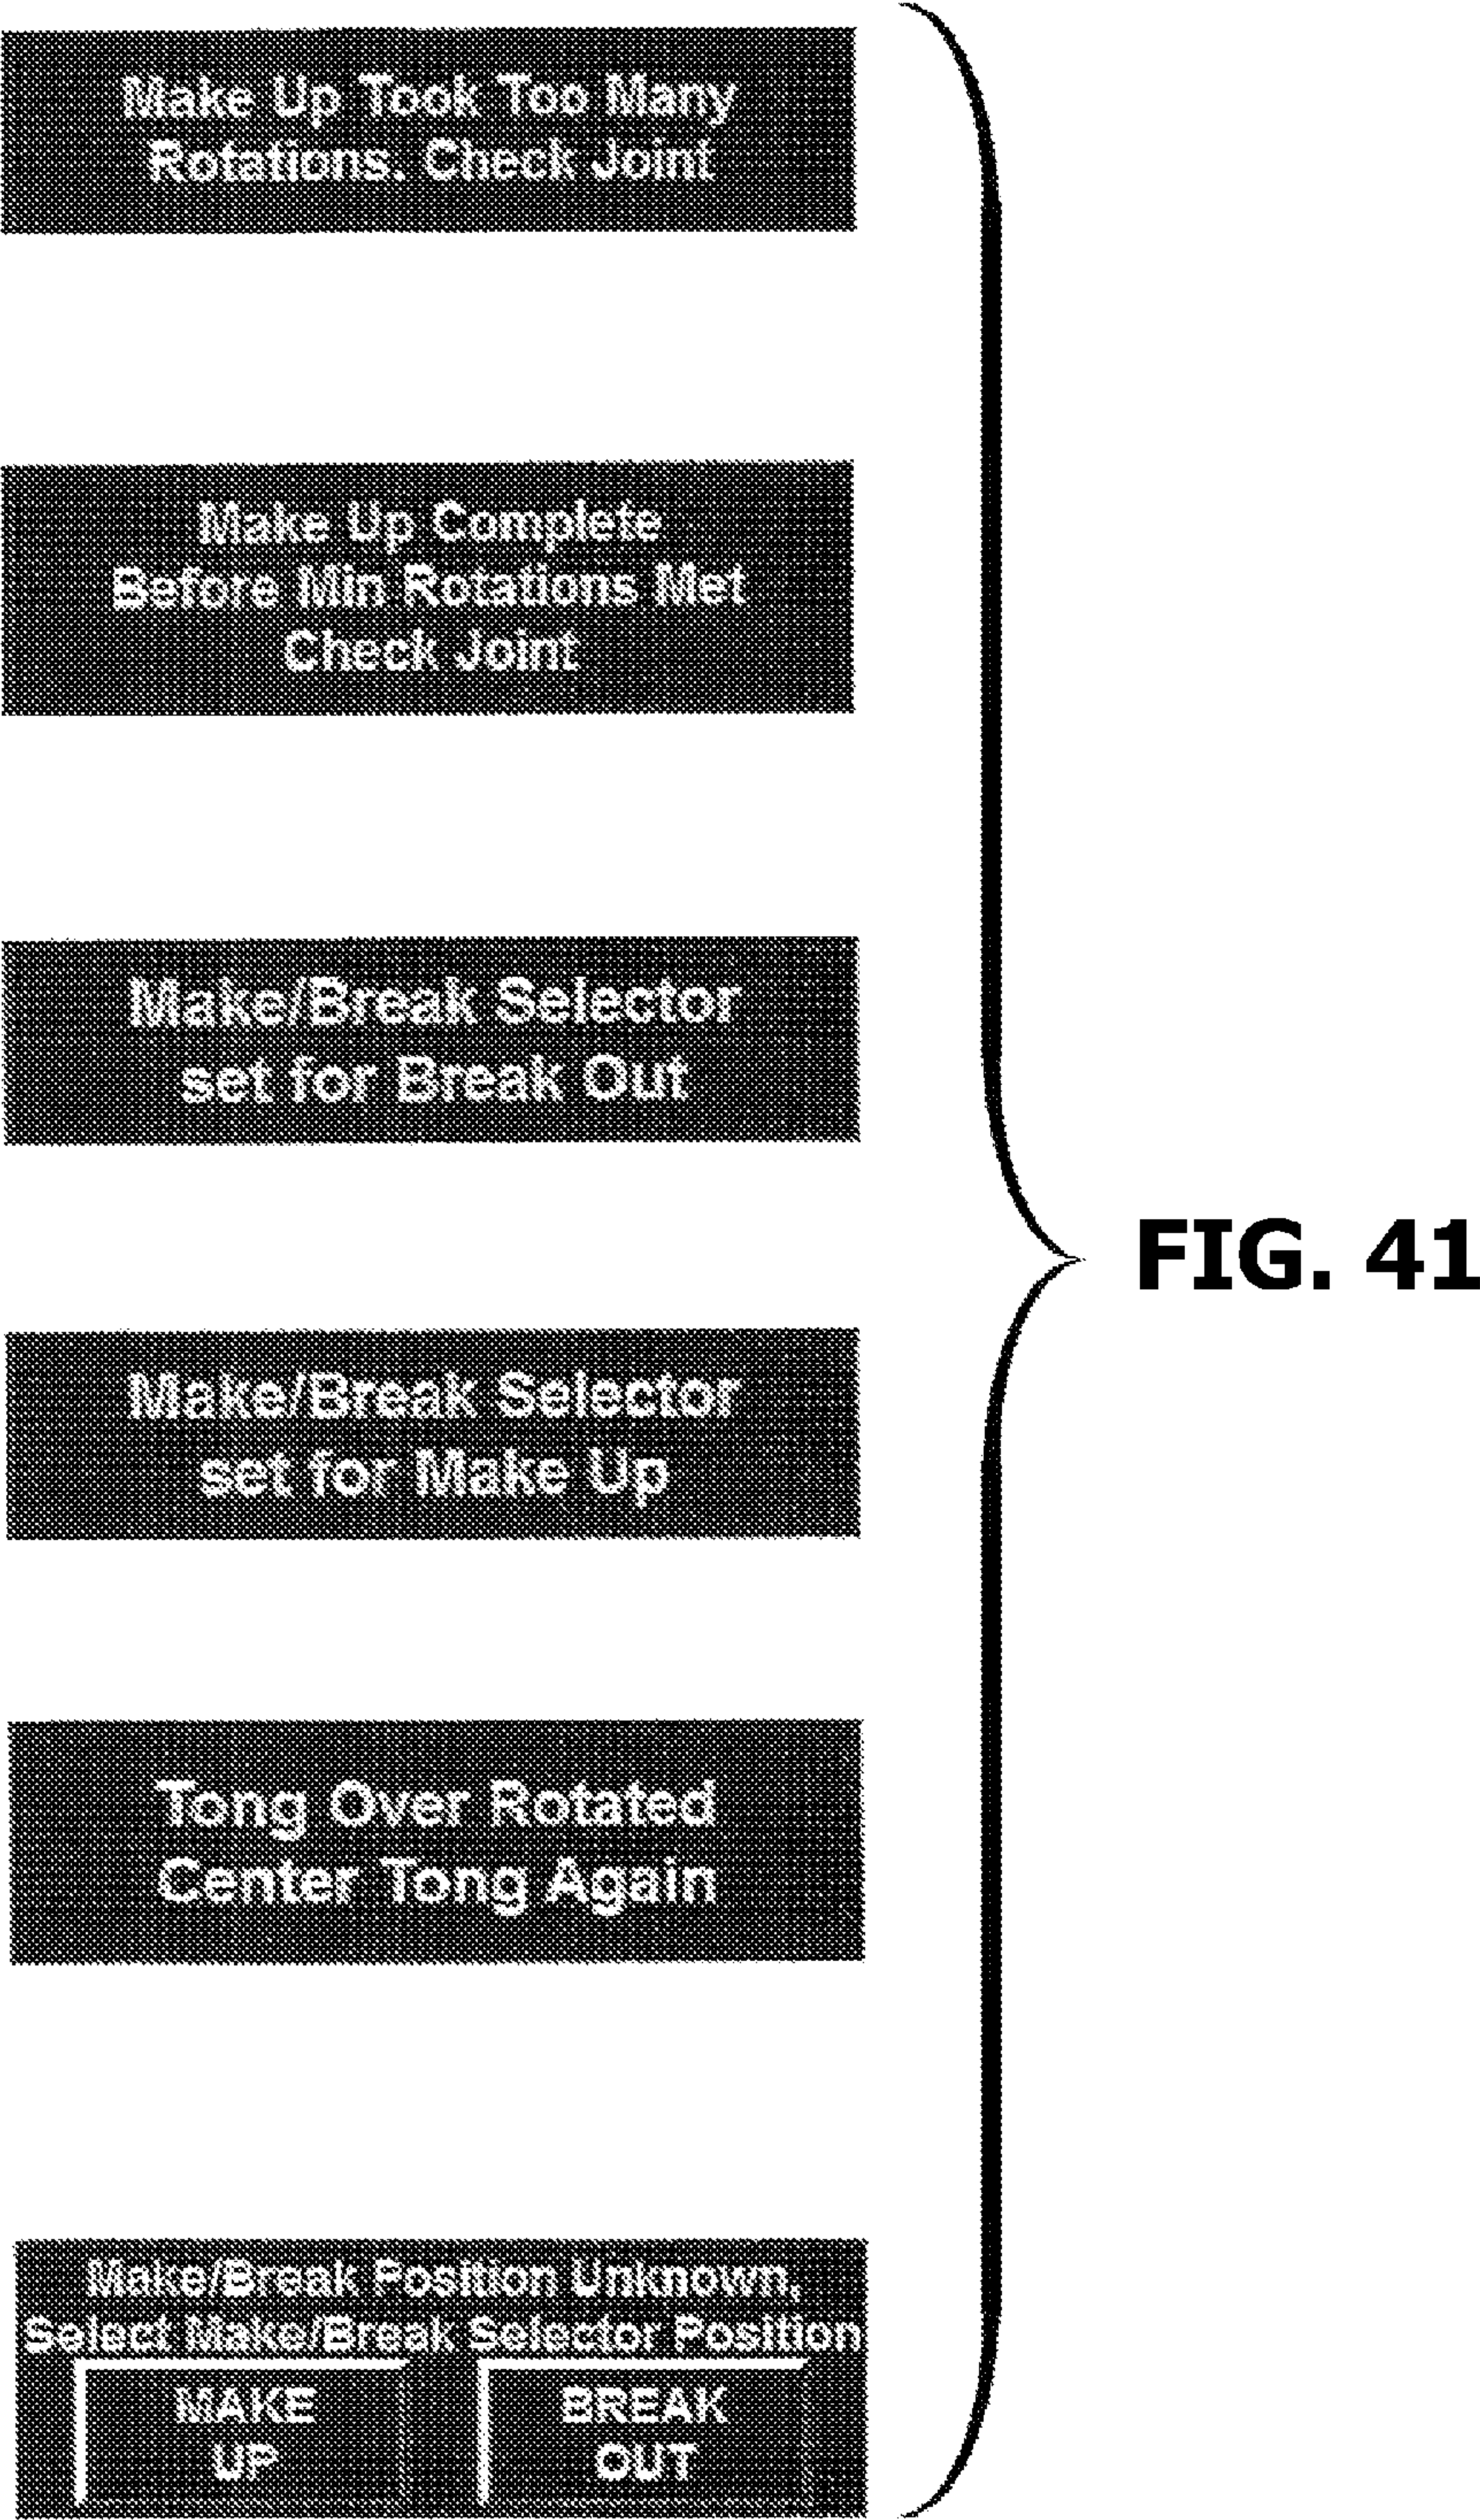 Make Up Took Too Many
Rotations. Check Joint
Make Up Complete
Before Min Rotations Met
Check Joint
Make/Break Selector
set for Break Out
Make/Break Selector
set for Make Up
Tong Over Rotated
Center Tong Again
Make/Break Position Unknown,
Select Make/Break Selector Position
MAKE
UP
BREAK
OUT
FIG. 41